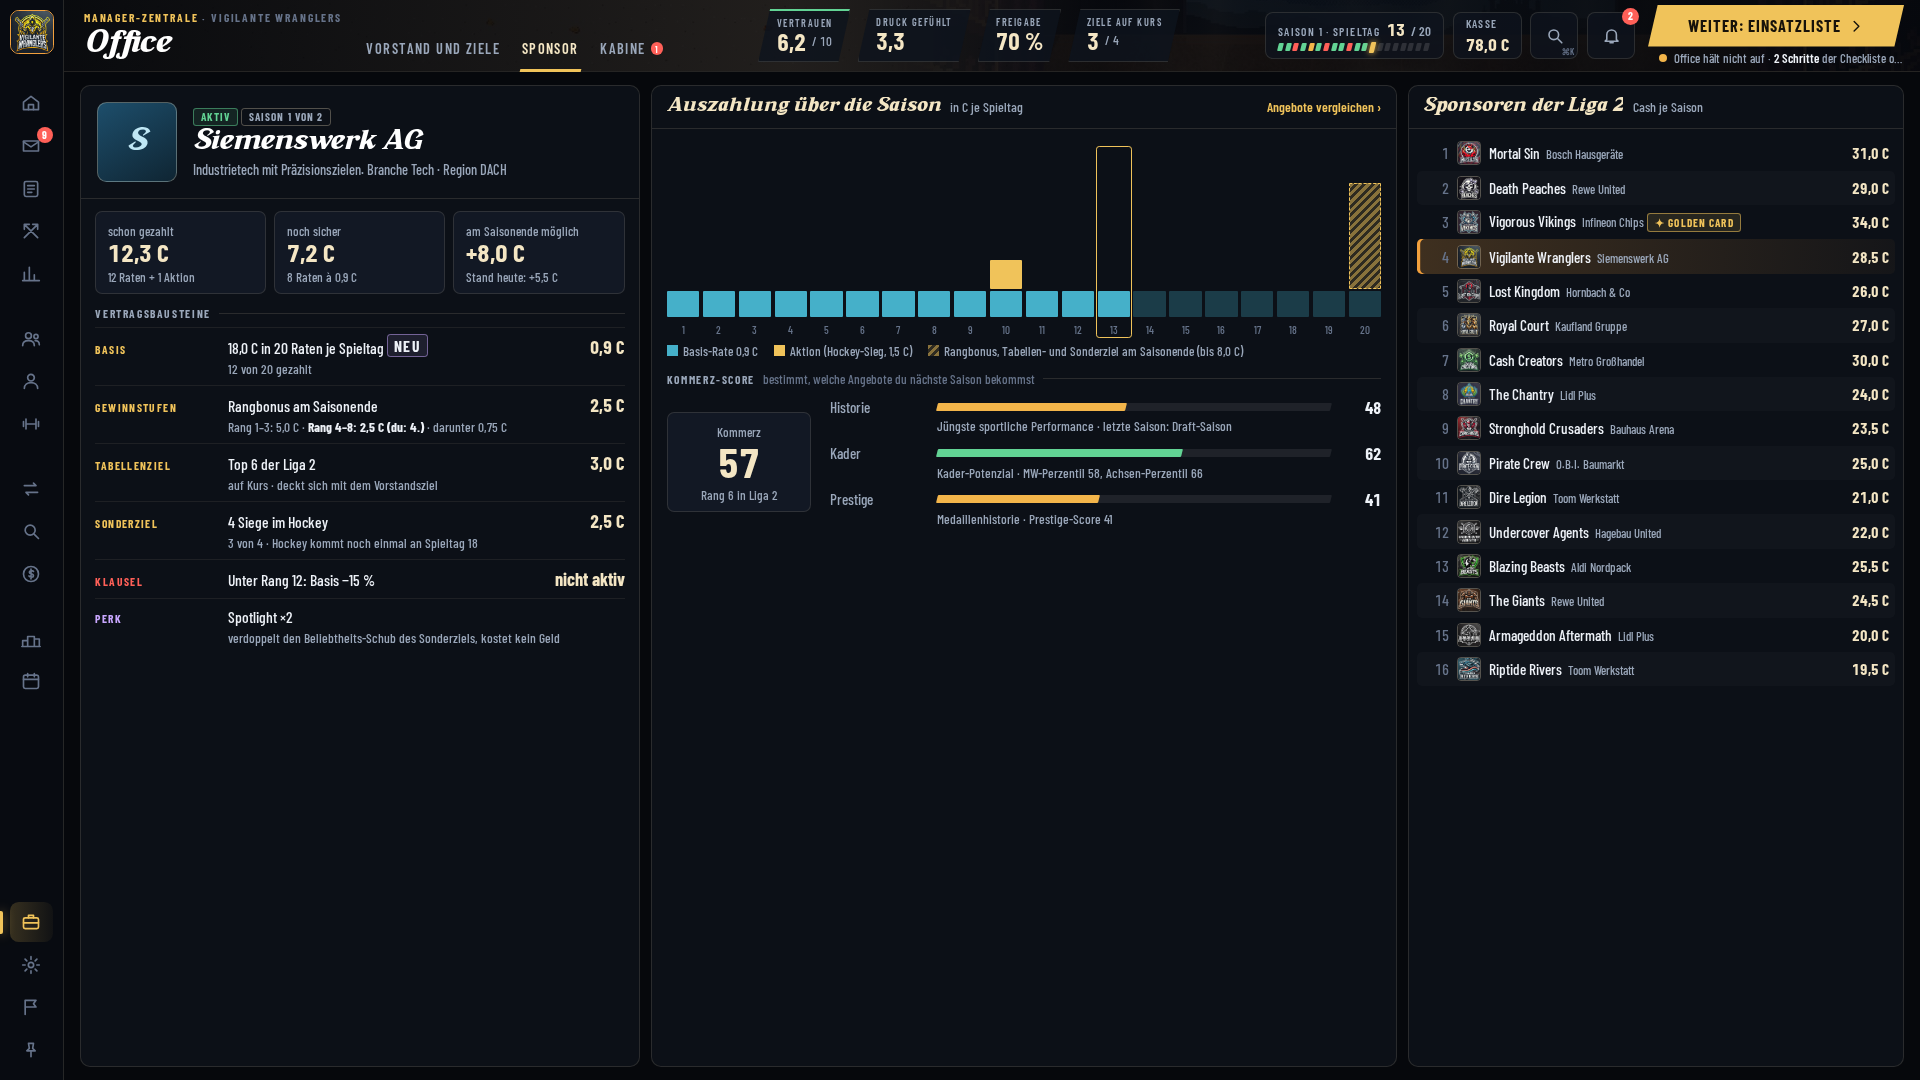 MANAGER-ZENTRALE · VIGILANTE WRANGLERS
Office
VORSTAND UND ZIELE
SPONSOR
KABINE 1
VERTRAUEN
6,2 / 10
DRUCK GEFÜHLT
3,3
FREIGABE
70 %
ZIELE AUF KURS
3 / 4
SAISON 1 · SPIELTAG 13 / 20
KASSE
78,0 C
⌘K
2
WEITER: EINSATZLISTE
Office hält nicht auf · 2 Schritte der Checkliste o...
9
S
AKTIV
SAISON 1 VON 2
Siemenswerk AG
Industrietech mit Präzisionszielen. Branche Tech · Region DACH
schon gezahlt
12,3 C
12 Raten + 1 Aktion
noch sicher
7,2 C
8 Raten à 0,9 C
am Saisonende möglich
+8,0 C
Stand heute: +5,5 C
VERTRAGSBAUSTEINE
BASIS
18,0 C in 20 Raten je Spieltag NEU
0,9 C
12 von 20 gezahlt
GEWINNSTUFEN
Rangbonus am Saisonende
2,5 C
Rang 1–3: 5,0 C · Rang 4–8: 2,5 C (du: 4.) · darunter 0,75 C
TABELLENZIEL
Top 6 der Liga 2
3,0 C
auf Kurs · deckt sich mit dem Vorstandsziel
SONDERZIEL
4 Siege im Hockey
2,5 C
3 von 4 · Hockey kommt noch einmal an Spieltag 18
KLAUSEL
Unter Rang 12: Basis −15 %
nicht aktiv
PERK
Spotlight ×2
verdoppelt den Beliebtheits-Schub des Sonderziels, kostet kein Geld
Auszahlung über die Saison in C je Spieltag
Angebote vergleichen ›
1 2 3 4 5 6 7 8 9 10 11 12 13 14 15 16 17 18 19 20
Basis-Rate 0,9 C
Aktion (Hockey-Sieg, 1,5 C)
Rangbonus, Tabellen- und Sonderziel am Saisonende (bis 8,0 C)
KOMMERZ-SCORE bestimmt, welche Angebote du nächste Saison bekommst
Kommerz
57
Rang 6 in Liga 2
Historie
48
Jüngste sportliche Performance · letzte Saison: Draft-Saison
Kader
62
Kader-Potenzial · MW-Perzentil 58, Achsen-Perzentil 66
Prestige
41
Medaillenhistorie · Prestige-Score 41
Sponsoren der Liga 2 Cash je Saison
1 Mortal Sin Bosch Hausgeräte 31,0 C
2 Death Peaches Rewe United 29,0 C
3 Vigorous Vikings Infineon Chips ✦ GOLDEN CARD 34,0 C
4 Vigilante Wranglers Siemenswerk AG 28,5 C
5 Lost Kingdom Hornbach & Co 26,0 C
6 Royal Court Kaufland Gruppe 27,0 C
7 Cash Creators Metro Großhandel 30,0 C
8 The Chantry Lidl Plus 24,0 C
9 Stronghold Crusaders Bauhaus Arena 23,5 C
10 Pirate Crew O.B.I. Baumarkt 25,0 C
11 Dire Legion Toom Werkstatt 21,0 C
12 Undercover Agents Hagebau United 22,0 C
13 Blazing Beasts Aldi Nordpack 25,5 C
14 The Giants Rewe United 24,5 C
15 Armageddon Aftermath Lidl Plus 20,0 C
16 Riptide Rivers Toom Werkstatt 19,5 C